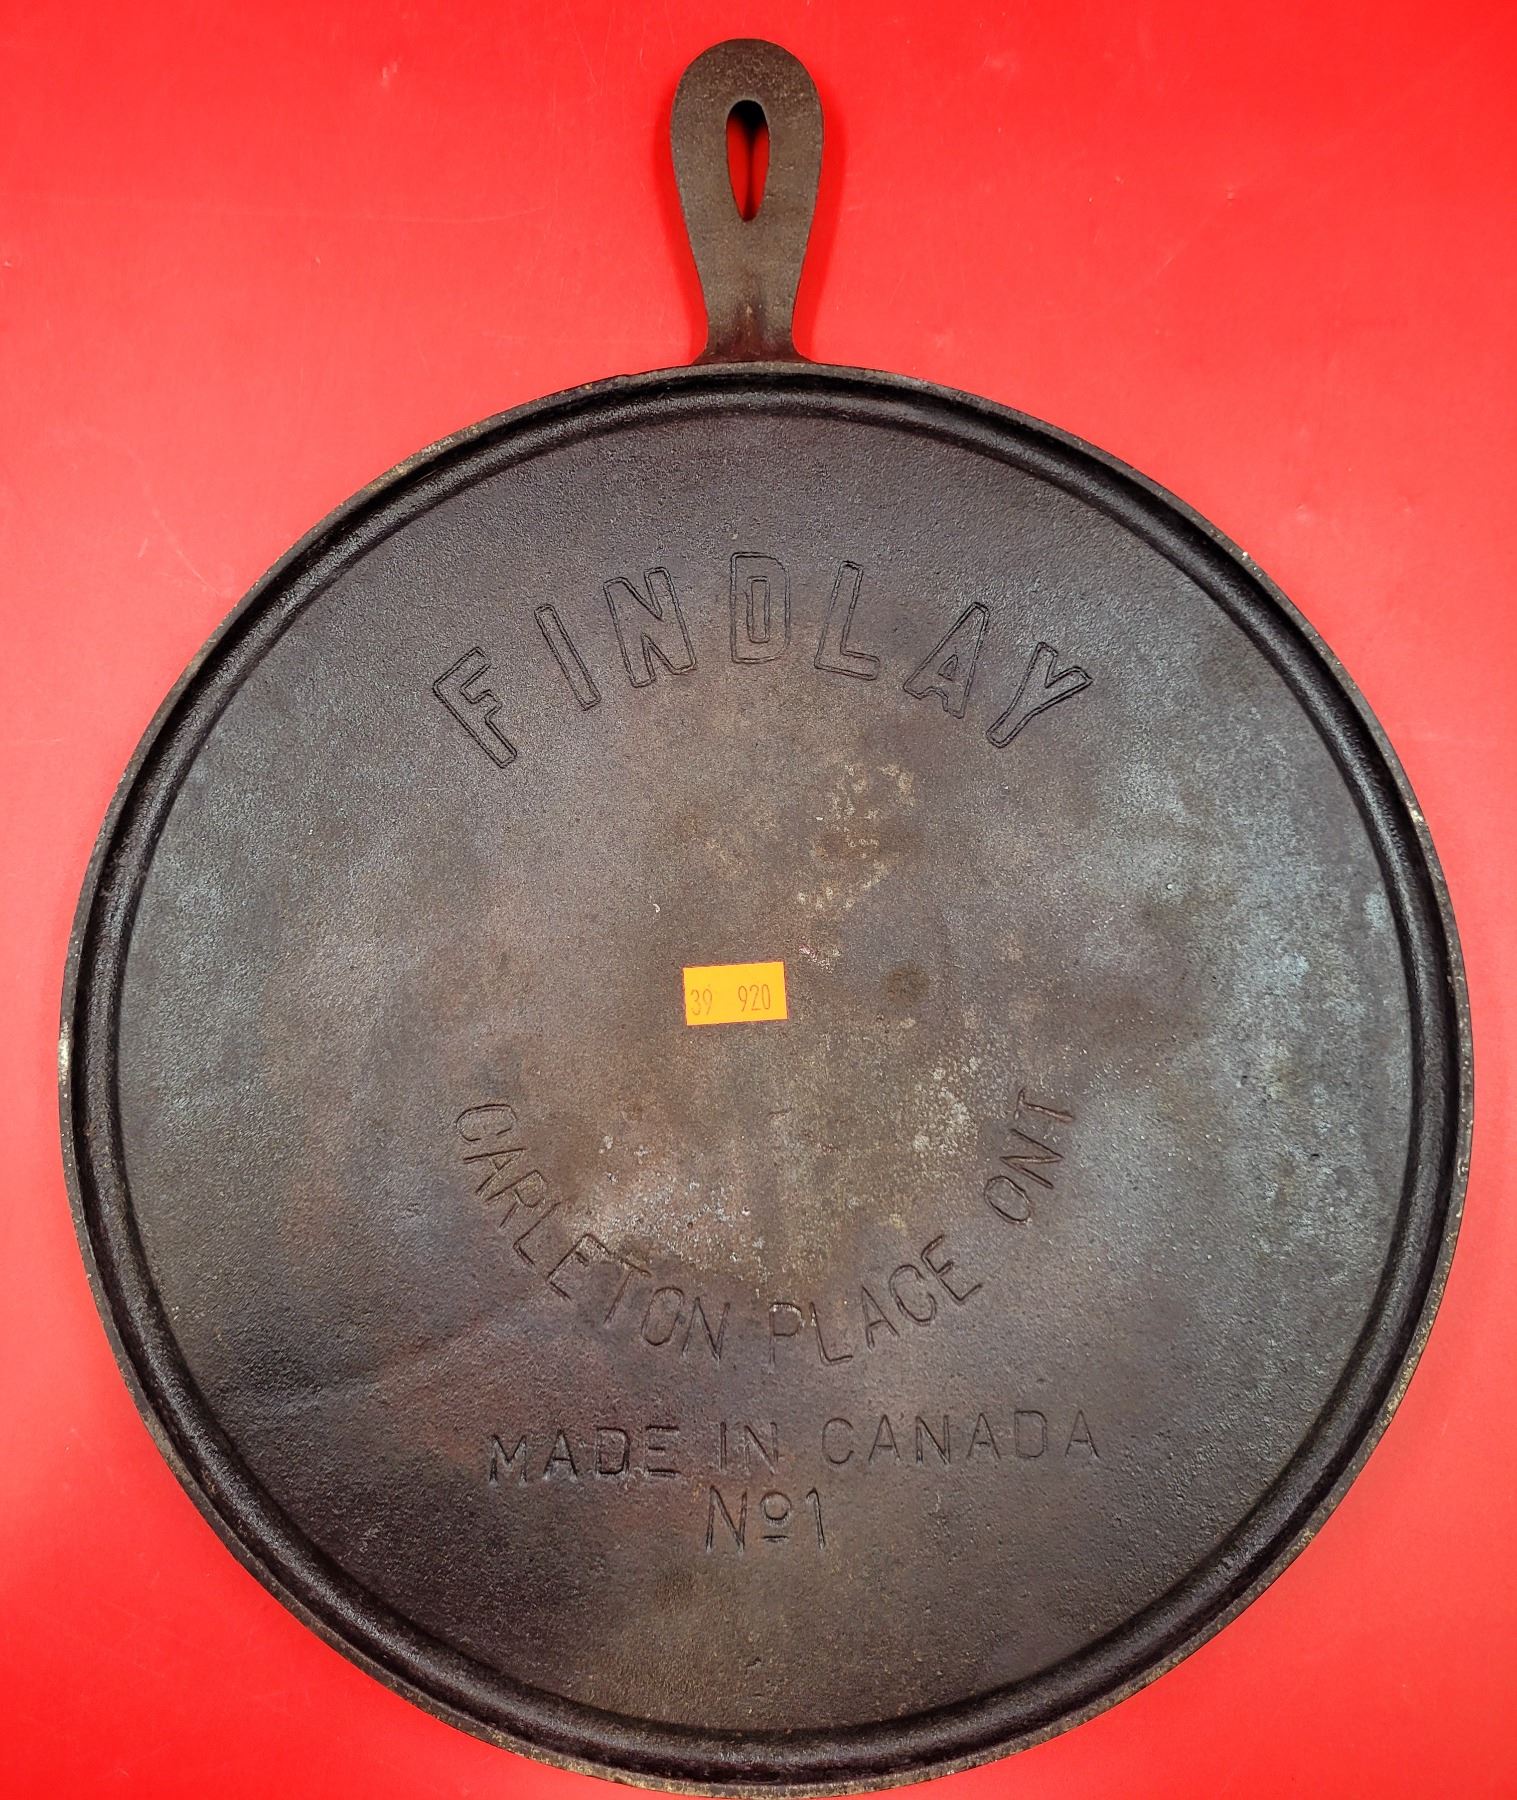 FINDLAY
39 920
CARLETON PLACE ONT
MADE IN CANADA
Nº1